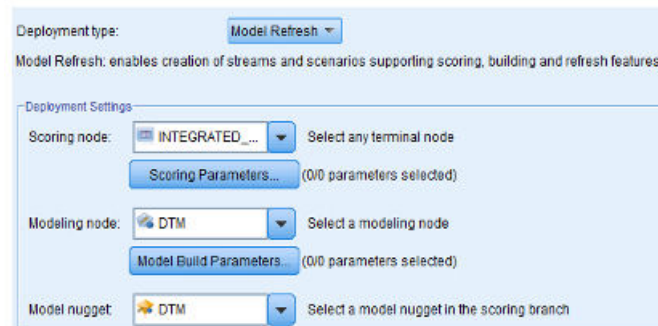 Deployment type: Model Refresh
Model Refresh: enables creation of streams and scenarios supporting scoring, building and refresh features
Deployment Settings
Scoring node: INTEGRATED_... Select any terminal node
Scoring Parameters... (0/0 parameters selected)
Modeling node: DTM Select a modeling node
Model Build Parameters... (0/0 parameters selected)
Model nugget: DTM Select a model nugget in the scoring branch